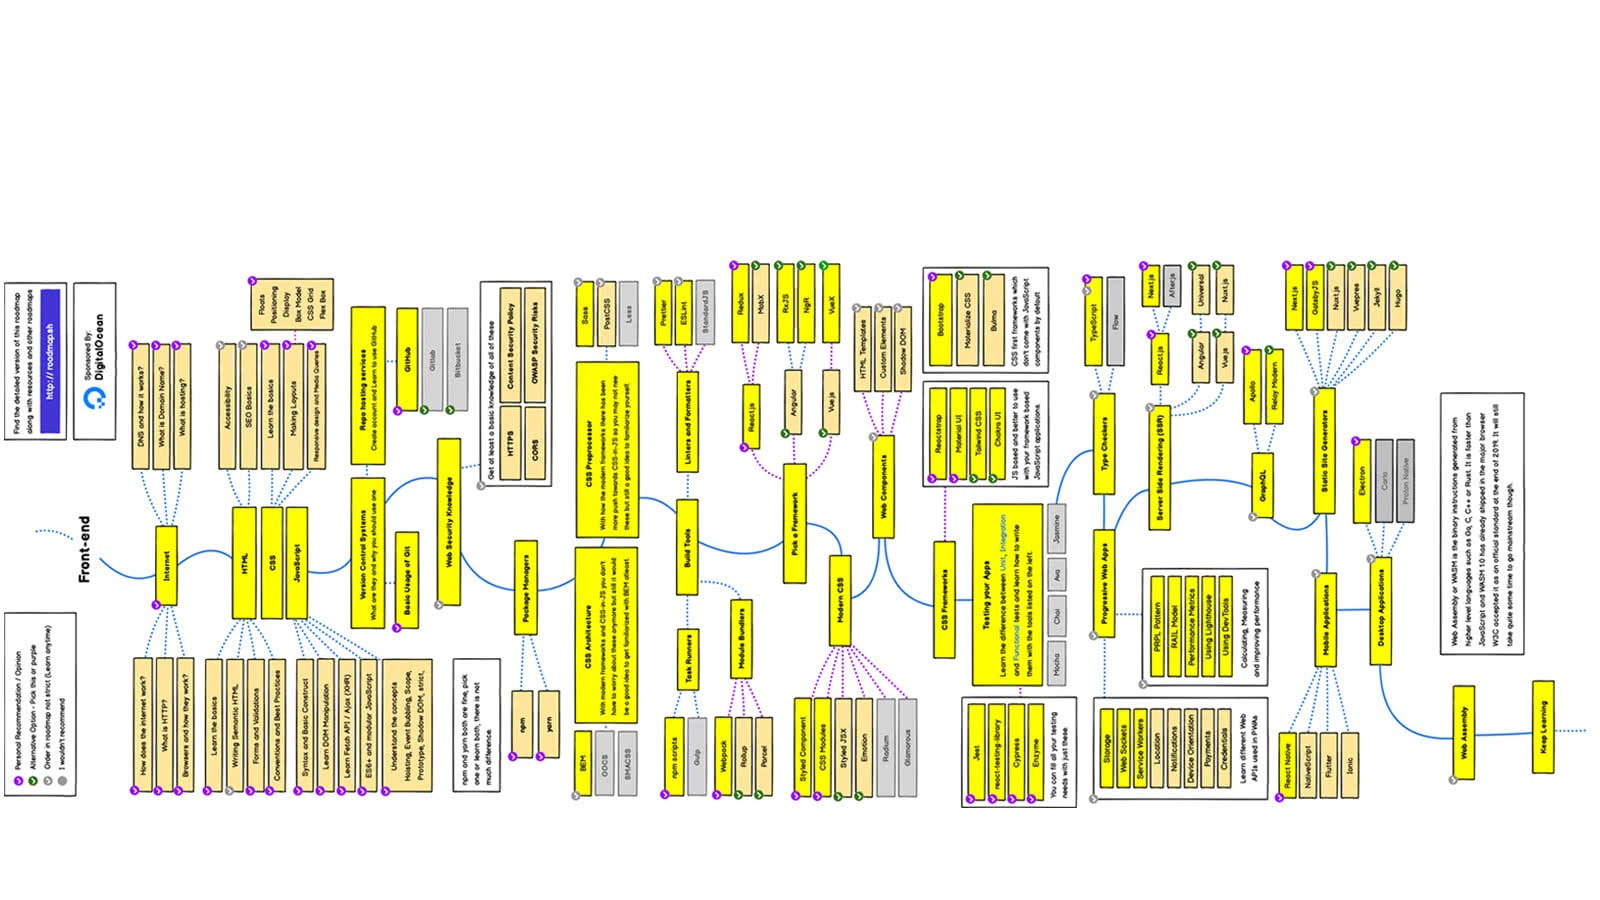 Front-end
Find the detailed version of this roadmap
along with resources and other roadmaps
http:// roadmap.sh
Sponsored By:
DigitalOcean
Personal Recommendation / Opinion
Alternative Option - Pick this or purple
Order in roadmap not strict (Learn anytime)
I wouldn't recommend
Internet
How does the internet work?
What is HTTP?
Browsers and how they work?
DNS and how it works?
What is Domain Name?
What is hosting?
HTML
Learn the basics
Writing Semantic HTML
Forms and Validations
Conventions and Best Practices
Accessibility
SEO Basics
CSS
Learn the basics
Making Layouts
Responsive design and Media Queries
Floats
Positioning
Display
Box Model
CSS Grid
Flex Box
JavaScript
Syntax and Basic Construct
Learn DOM Manipulation
Learn Fetch API / Ajax (XHR)
ES6+ and modular JavaScript
Understand the concepts
Hoisting, Event Bubbling, Scope,
Prototype, Shadow DOM, strict,
Version Control Systems
What are they and why you should use one
Basic Usage of Git
Repo hosting services
Create account and Learn to use GitHub
GitHub
Gitlab
Bitbucket
Web Security Knowledge
Get at least a basic knowledge of all of these
HTTPS
Content Security Policy
CORS
OWASP Security Risks
Package Managers
npm
yarn
npm and yarn both are fine, pick
one or learn both, there is not
much difference.
CSS Architecture
With modern frameworks and CSS-in-JS you don't
have to worry about these anymore but still it would
be a good idea to get familiarized with BEM atleast
BEM
OOCS
SMACSS
CSS Preprocessor
With how the modern frameworks there has been
more push towards CSS-in-JS so you may not need
these but still a good idea to familiarize yourself.
Sass
PostCSS
Less
Build Tools
Task Runners
npm scripts
Gulp
Module Bundlers
Webpack
Rollup
Parcel
Linters and Formatters
Prettier
ESLint
StandardJS
Pick a Framework
React.js
Redux
MobX
Angular
RxJS
NgR
Vue.js
VueX
Modern CSS
Styled Component
CSS Modules
Styled JSX
Emotion
Radium
Glamorous
Web Components
HTML Templates
Custom Elements
Shadow DOM
CSS Frameworks
Reactstrap
Material UI
Tailwind CSS
Chakra UI
JS based and better to use
with your framework based
JavaScript applications
Bootstrap
Materialize CSS
Bulma
CSS first frameworks which
don't come with JavaScript
components by default
Testing your Apps
Learn the difference between Unit, Integration
and Functional tests and learn how to write
them with the tools listed on the left.
Jest
react-testing-library
Cypress
Enzyme
You can fill all your testing
needs with just these
Mocha
Chai
Ava
Jasmine
Type Checkers
TypeScript
Flow
Progressive Web Apps
Storage
Web Sockets
Service Workers
Location
Notifications
Device Orientation
Payments
Credentials
Learn different Web
APIs used in PWAs
PRPL Pattern
RAIL Model
Performance Metrics
Using Lighthouse
Using DevTools
Calculating, Measuring
and improving performance
Server Side Rendering (SSR)
React.js
Next.js
After.js
Angular
Universal
Vue.js
Nuxt.js
GraphQL
Apollo
Relay Modern
Static Site Generators
Next.js
GatsbyJS
Nuxt.js
Vuepres
Jekyll
Hugo
Mobile Applications
React Native
NativeScript
Flutter
Ionic
Desktop Applications
Electron
Carlo
Proton Native
Web Assembly
Web Assembly or WASM is the binary instructions generated from
higher level languages such as Go, C, C++ or Rust. It is faster than
JavaScript and WASM 1.0 has already shipped in the major browser
W3C accepted it as an official standard at the end of 2019. It will still
take quite some time to go mainstream though.
Keep Learning